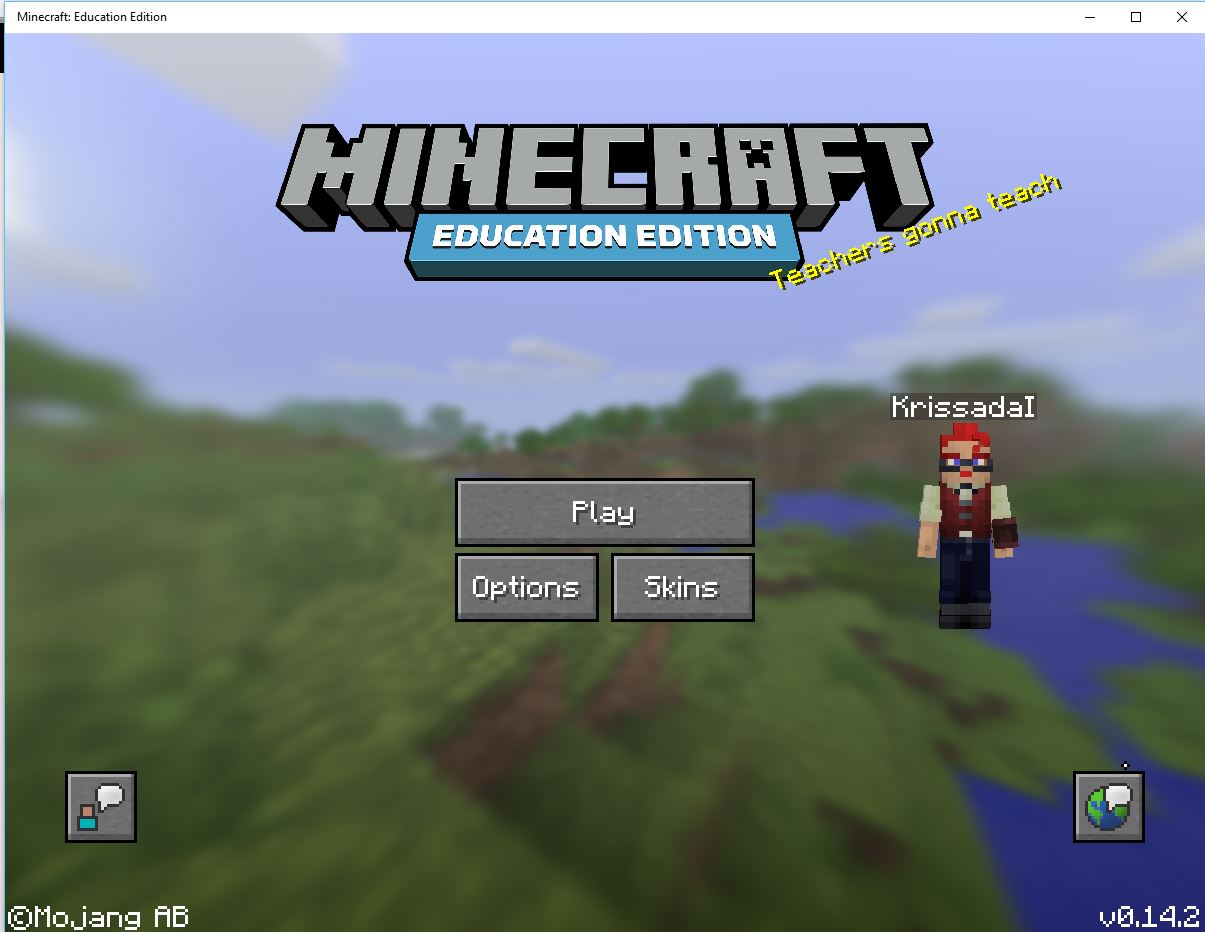 Minecraft: Education Edition
MINECRAFT
EDUCATION EDITION
Teachers gonna teach
KrissadaI
Play
Options
Skins
©Mojang AB
v0.14.2